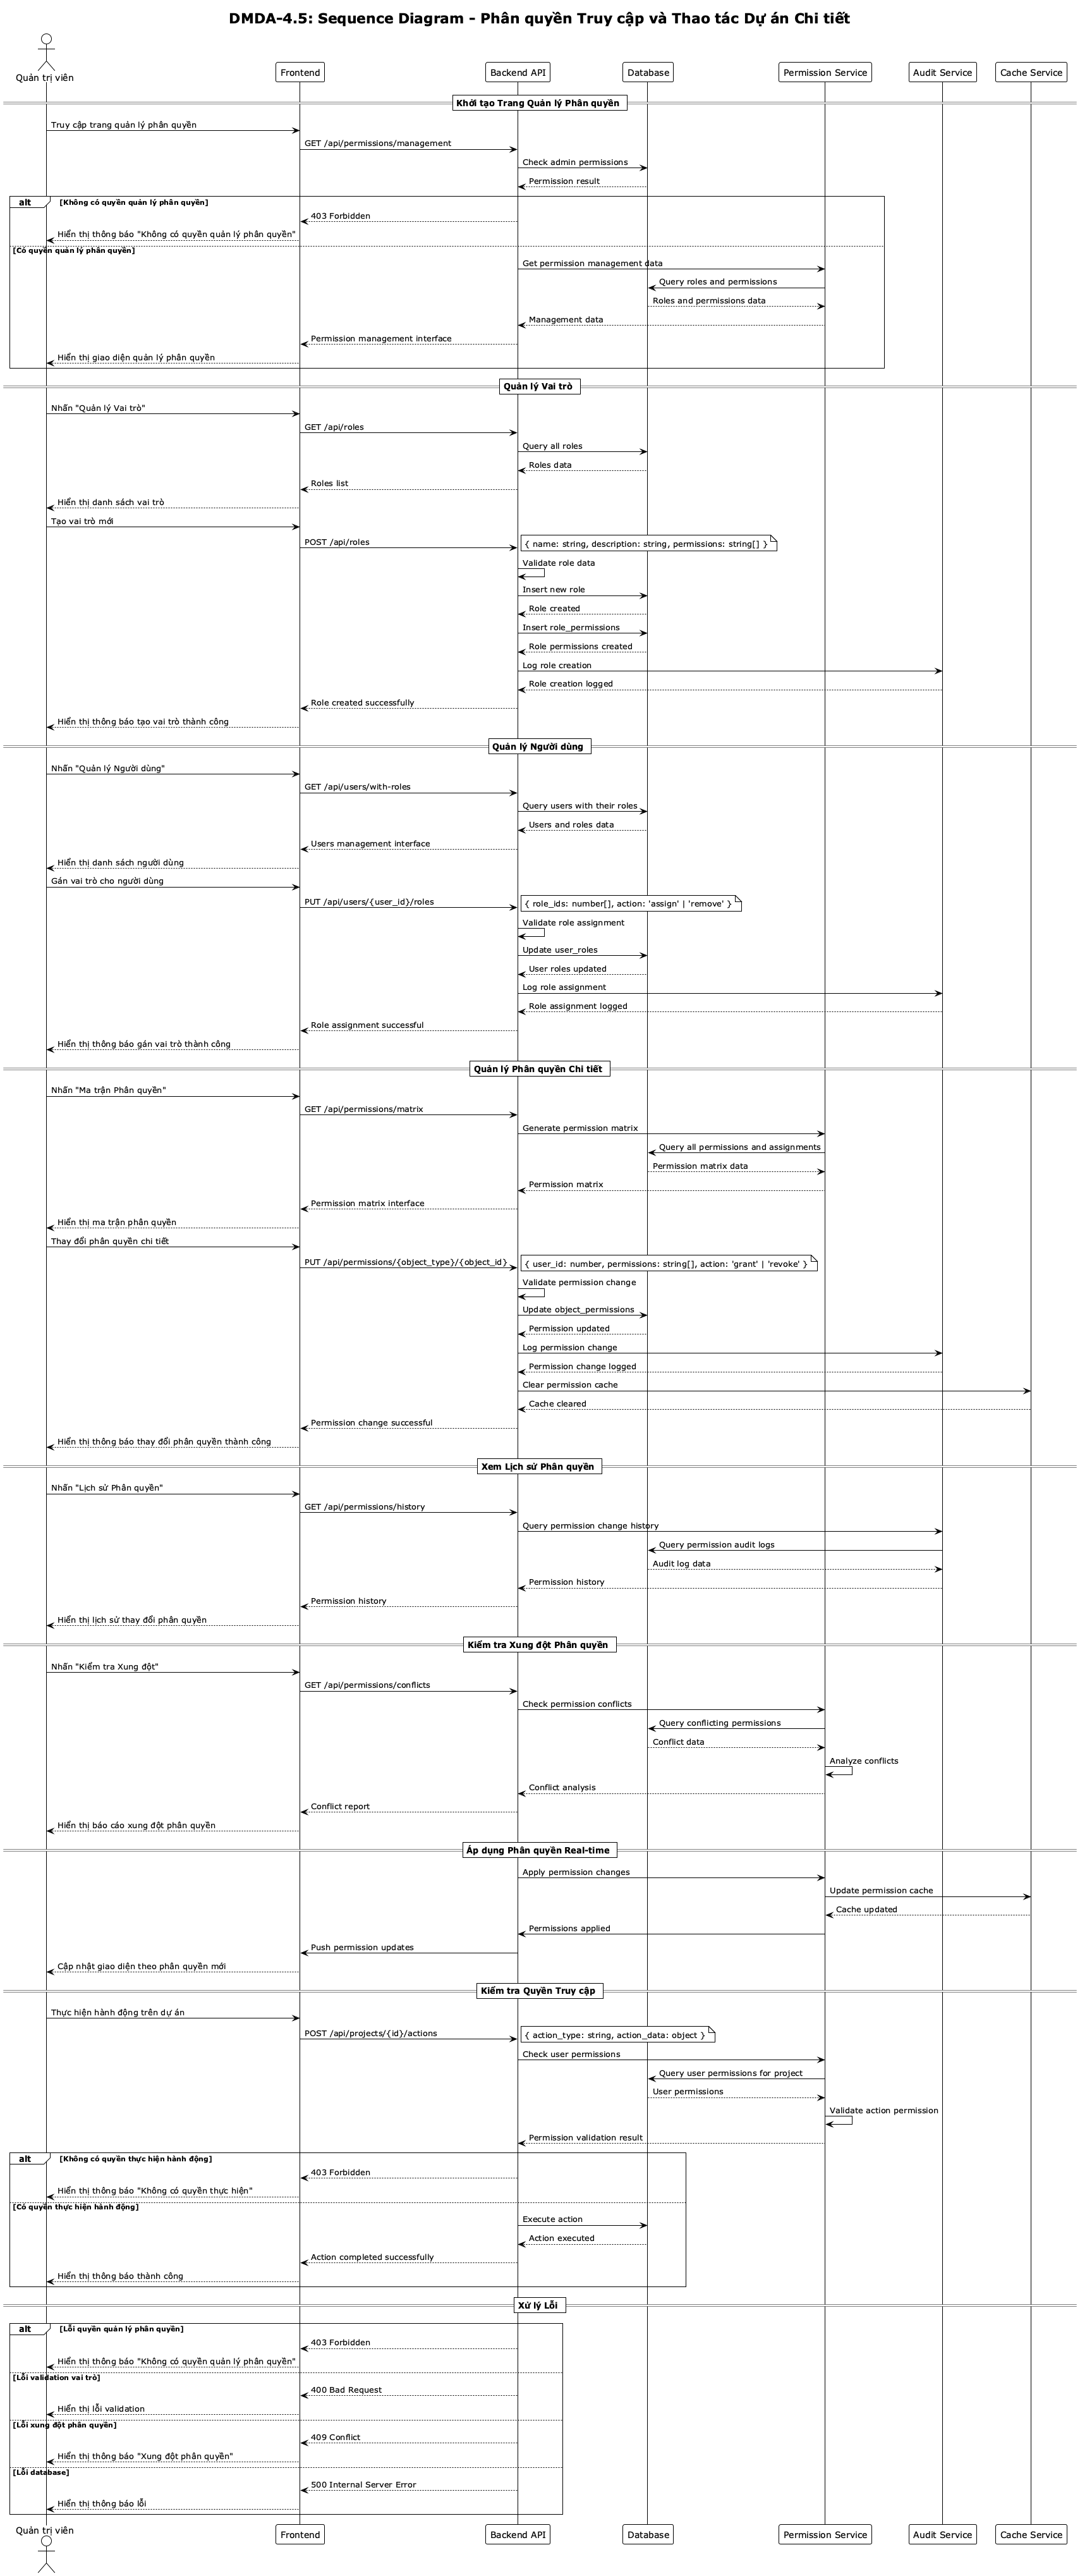 DMDA-4.5: Sequence Diagram - Phân quyền Truy cập và Thao tác Dự án Chi tiết
Quản trị viên
Frontend
Backend API
Database
Permission Service
Audit Service
Cache Service
Khởi tạo Trang Quản lý Phân quyền
Truy cập trang quản lý phân quyền
GET /api/permissions/management
Check admin permissions
Permission result
alt
[Không có quyền quản lý phân quyền]
403 Forbidden
Hiển thị thông báo "Không có quyền quản lý phân quyền"
[Có quyền quản lý phân quyền]
Get permission management data
Query roles and permissions
Roles and permissions data
Management data
Permission management interface
Hiển thị giao diện quản lý phân quyền
Quản lý Vai trò
Nhấn "Quản lý Vai trò"
GET /api/roles
Query all roles
Roles data
Roles list
Hiển thị danh sách vai trò
Tạo vai trò mới
POST /api/roles
{ name: string, description: string, permissions: string[] }
Validate role data
Insert new role
Role created
Insert role_permissions
Role permissions created
Log role creation
Role creation logged
Role created successfully
Hiển thị thông báo tạo vai trò thành công
Quản lý Người dùng
Nhấn "Quản lý Người dùng"
GET /api/users/with-roles
Query users with their roles
Users and roles data
Users management interface
Hiển thị danh sách người dùng
Gán vai trò cho người dùng
PUT /api/users/{user_id}/roles
{ role_ids: number[], action: 'assign' | 'remove' }
Validate role assignment
Update user_roles
User roles updated
Log role assignment
Role assignment logged
Role assignment successful
Hiển thị thông báo gán vai trò thành công
Quản lý Phân quyền Chi tiết
Nhấn "Ma trận Phân quyền"
GET /api/permissions/matrix
Generate permission matrix
Query all permissions and assignments
Permission matrix data
Permission matrix
Permission matrix interface
Hiển thị ma trận phân quyền
Thay đổi phân quyền chi tiết
PUT /api/permissions/{object_type}/{object_id}
{ user_id: number, permissions: string[], action: 'grant' | 'revoke' }
Validate permission change
Update object_permissions
Permission updated
Log permission change
Permission change logged
Clear permission cache
Cache cleared
Permission change successful
Hiển thị thông báo thay đổi phân quyền thành công
Xem Lịch sử Phân quyền
Nhấn "Lịch sử Phân quyền"
GET /api/permissions/history
Query permission change history
Query permission audit logs
Audit log data
Permission history
Permission history
Hiển thị lịch sử thay đổi phân quyền
Kiểm tra Xung đột Phân quyền
Nhấn "Kiểm tra Xung đột"
GET /api/permissions/conflicts
Check permission conflicts
Query conflicting permissions
Conflict data
Analyze conflicts
Conflict analysis
Conflict report
Hiển thị báo cáo xung đột phân quyền
Áp dụng Phân quyền Real-time
Apply permission changes
Update permission cache
Cache updated
Permissions applied
Push permission updates
Cập nhật giao diện theo phân quyền mới
Kiểm tra Quyền Truy cập
Thực hiện hành động trên dự án
POST /api/projects/{id}/actions
{ action_type: string, action_data: object }
Check user permissions
Query user permissions for project
User permissions
Validate action permission
Permission validation result
alt
[Không có quyền thực hiện hành động]
403 Forbidden
Hiển thị thông báo "Không có quyền thực hiện"
[Có quyền thực hiện hành động]
Execute action
Action executed
Action completed successfully
Hiển thị thông báo thành công
Xử lý Lỗi
alt
[Lỗi quyền quản lý phân quyền]
403 Forbidden
Hiển thị thông báo "Không có quyền quản lý phân quyền"
[Lỗi validation vai trò]
400 Bad Request
Hiển thị lỗi validation
[Lỗi xung đột phân quyền]
409 Conflict
Hiển thị thông báo "Xung đột phân quyền"
[Lỗi database]
500 Internal Server Error
Hiển thị thông báo lỗi
Quản trị viên
Frontend
Backend API
Database
Permission Service
Audit Service
Cache Service